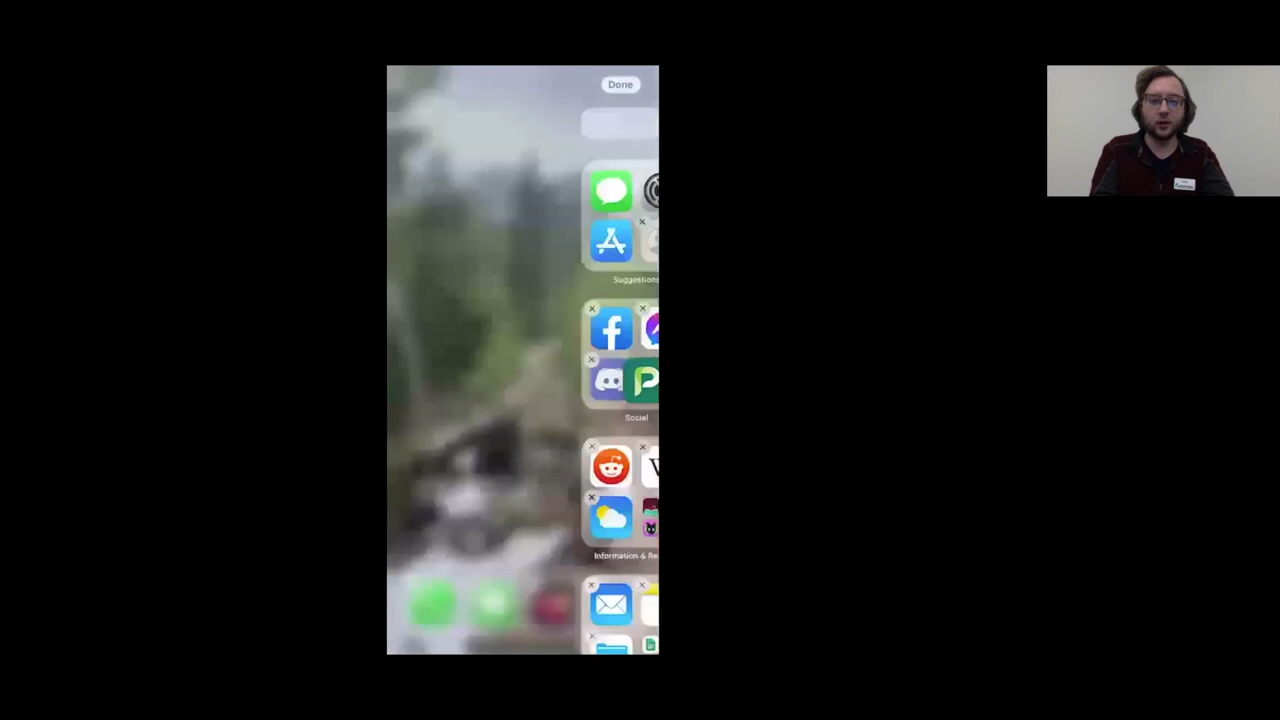 Done
Suggestions
Social
W
Information & Re